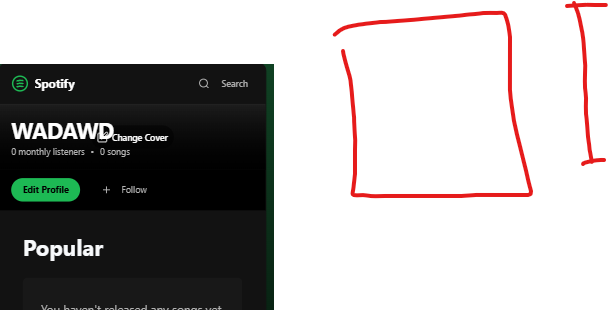 Spotify
Search
WADAWD
Change Cover
0 monthly listeners • 0 songs
Edit Profile
+ Follow
Popular
You haven't released any songs yet